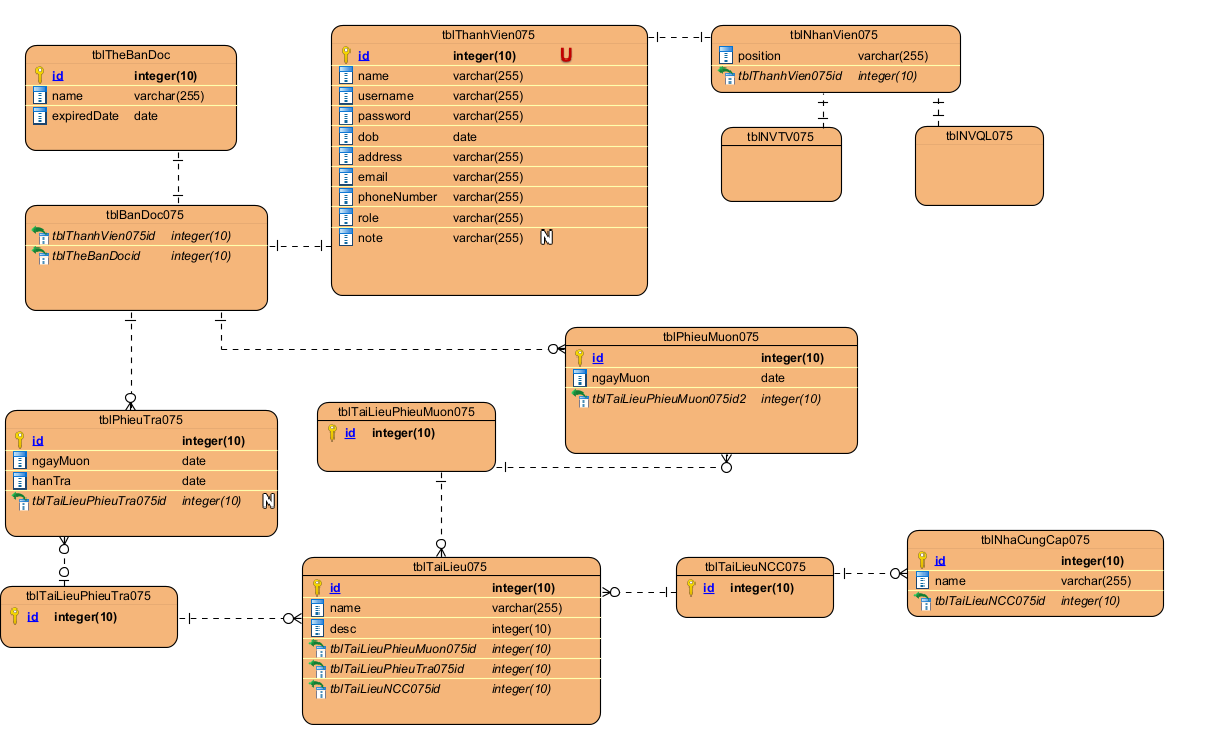 tblTheBanDoc
id integer(10)
name varchar(255)
expiredDate date
tblThanhVien075
id integer(10) U
name varchar(255)
username varchar(255)
password varchar(255)
dob date
address varchar(255)
email varchar(255)
phoneNumber varchar(255)
role varchar(255)
note varchar(255) N
tblNhanVien075
position varchar(255)
tblThanhVien075id integer(10)
tblNVTV075
tblNVQL075
tblBanDoc075
tblThanhVien075id integer(10)
tblTheBanDocid integer(10)
tblPhieuMuon075
id integer(10)
ngayMuon date
tblTaiLieuPhieuMuon075id2 integer(10)
tblPhieuTra075
id integer(10)
ngayMuon date
hanTra date
tblTaiLieuPhieuTra075id integer(10) N
tblTaiLieuPhieuMuon075
id integer(10)
tblTaiLieuPhieuTra075
id integer(10)
tblTaiLieu075
id integer(10)
name varchar(255)
desc integer(10)
tblTaiLieuPhieuMuon075id integer(10)
tblTaiLieuPhieuTra075id integer(10)
tblTaiLieuNCC075id integer(10)
tblTaiLieuNCC075
id integer(10)
tblNhaCungCap075
id integer(10)
name varchar(255)
tblTaiLieuNCC075id integer(10)